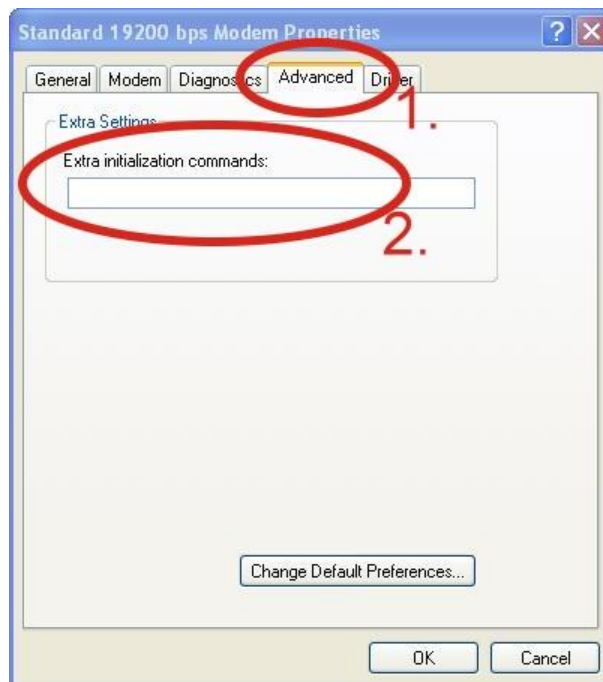 Standard 19200 bps Modem Properties
?
General Modem Diagnostics Advanced Driver
1.
Extra Settings
Extra initialization commands:
2.
Change Default Preferences...
OK Cancel